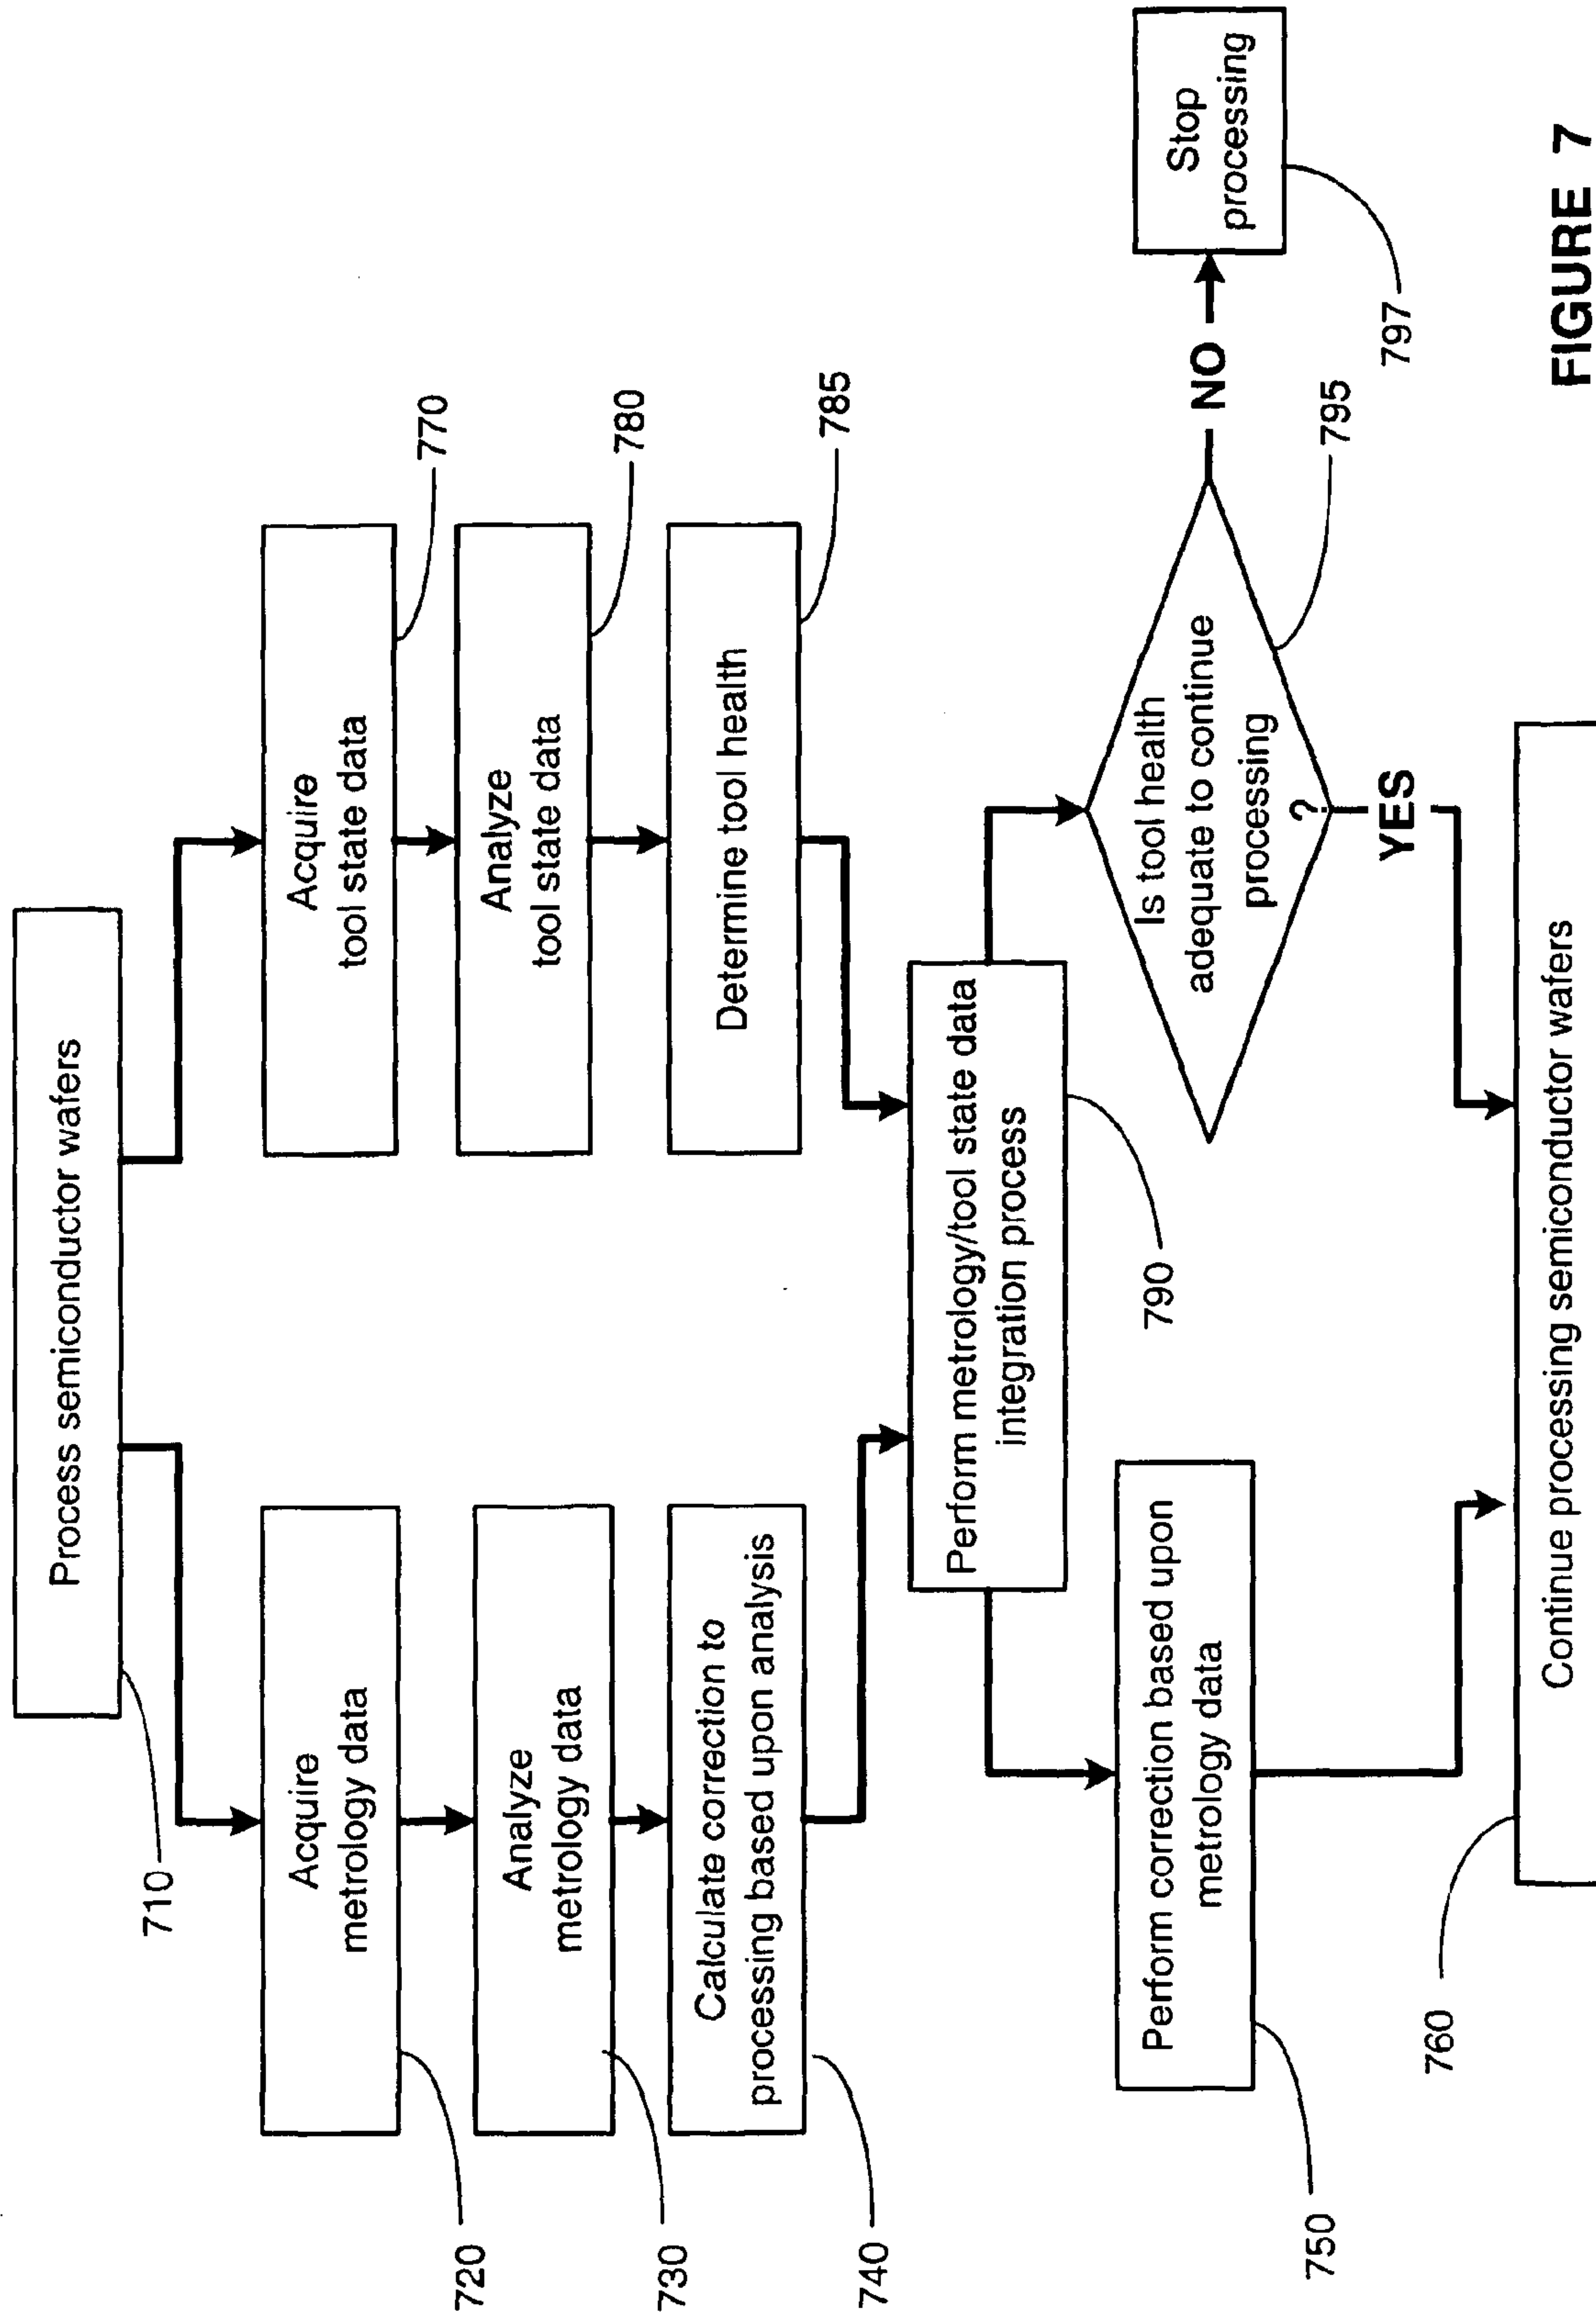 Process semiconductor wafers
710
Acquire
metrology data
720
Acquire
tool state data
770
Analyze
metrology data
730
Analyze
tool state data
780
Calculate correction to
processing based upon analysis
740
Determine tool health
785
Perform metrology/tool state data
integration process
790
Perform correction based upon
metrology data
750
Is tool health
adequate to continue
processing
?
795
NO
Stop
processing
797
YES
Continue processing semiconductor wafers
760
FIGURE 7